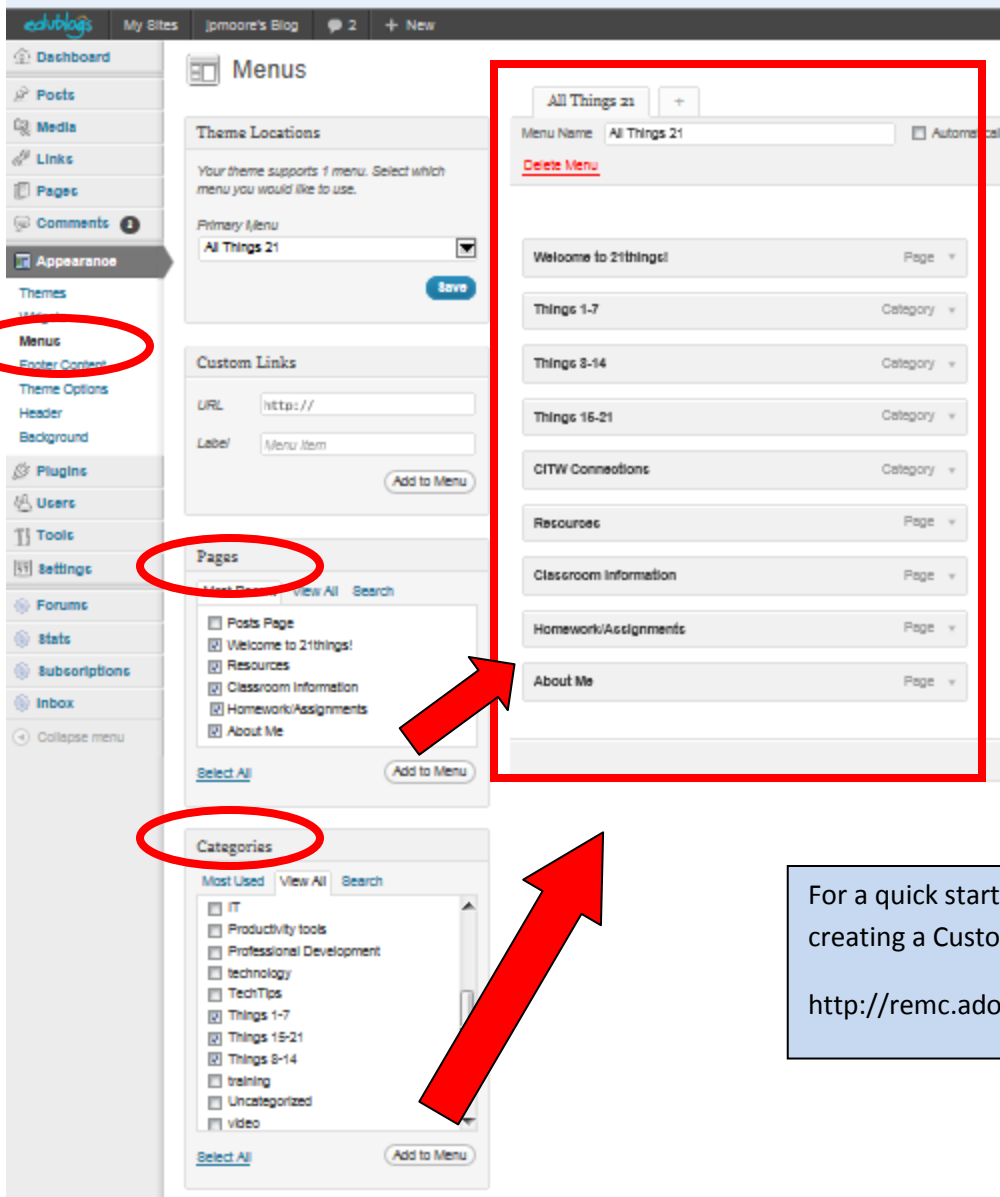 edublogs My Sites jpmoore's Blog 2 + New
Dashboard
Posts
Media
Links
Pages
Comments 2
Appearance
Themes
Menus
Footer Content
Theme Options
Header
Background
Plugins
Users
Tools
Settings
Forums
Stats
Subscriptions
Inbox
Collapse menu
Menus
Theme Locations
Your theme supports 1 menu. Select which
menu you would like to use.
Primary Menu
All Things 21
Save
Custom Links
URL http://
Label Menu Item
Add to Menu
Pages
Most Recent View All Search
Posts Page
Welcome to 21things!
Resources
Classroom Information
Homework/Assignments
About Me
Select All Add to Menu
Categories
Most Used View All Search
IT
Productivity tools
Professional Development
technology
TechTips
Things 1-7
Things 15-21
Things 8-14
training
Uncategorized
video
Select All Add to Menu
All Things 21 +
Menu Name All Things 21
Delete Menu
Welcome to 21things! Page
Things 1-7 Category
Things 8-14 Category
Things 15-21 Category
CITW Connections Category
Resources Page
Classroom Information Page
Homework/Assignments Page
About Me Page
For a quick start
creating a Custo
http://remc.ado